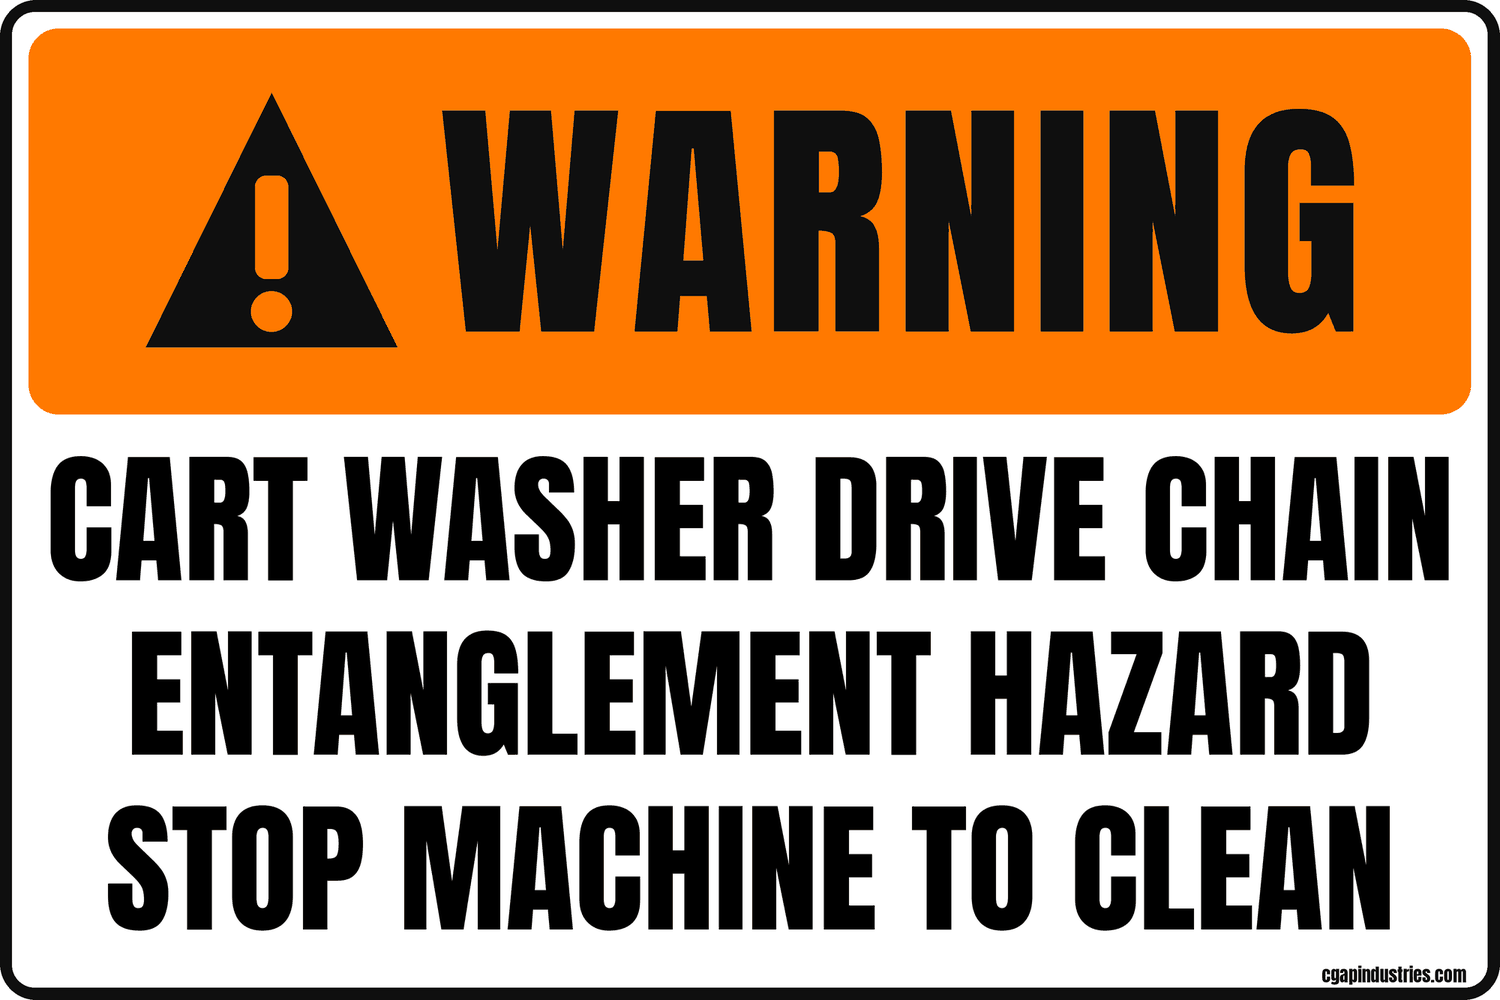 WARNING
CART WASHER DRIVE CHAIN
ENTANGLEMENT HAZARD
STOP MACHINE TO CLEAN
cgapindustries.com